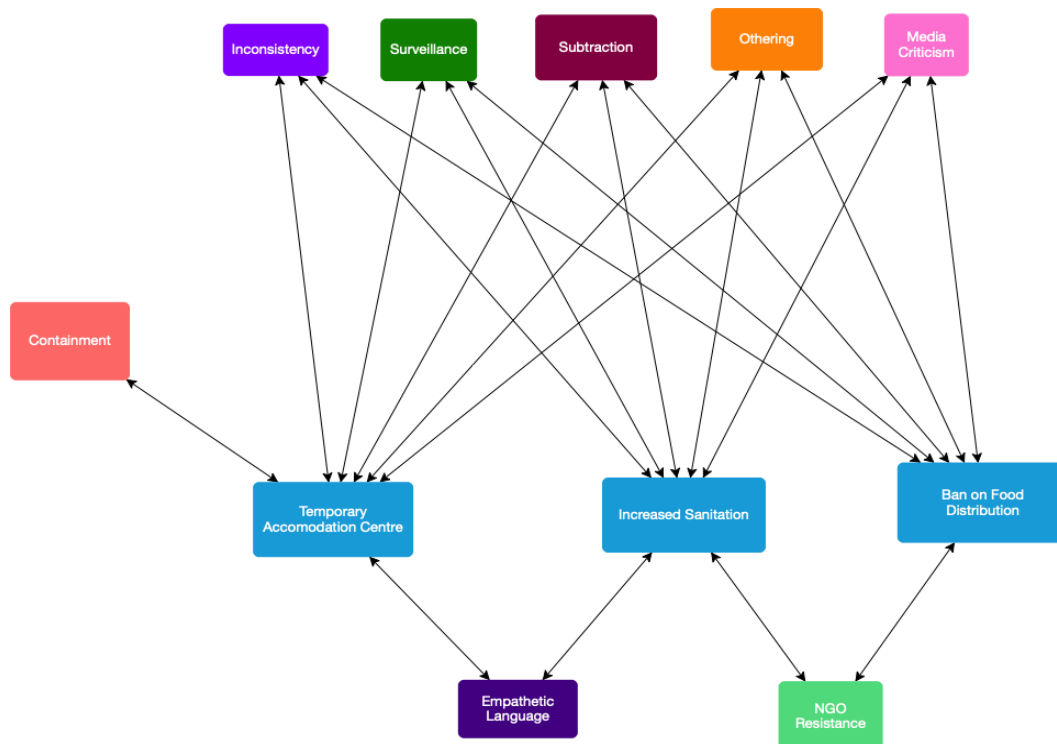 Inconsistency
Surveillance
Subtraction
Othering
Media
Criticism
Containment
Temporary
Accomodation Centre
Increased Sanitation
Ban on Food
Distribution
Empathetic
Language
NGO
Resistance